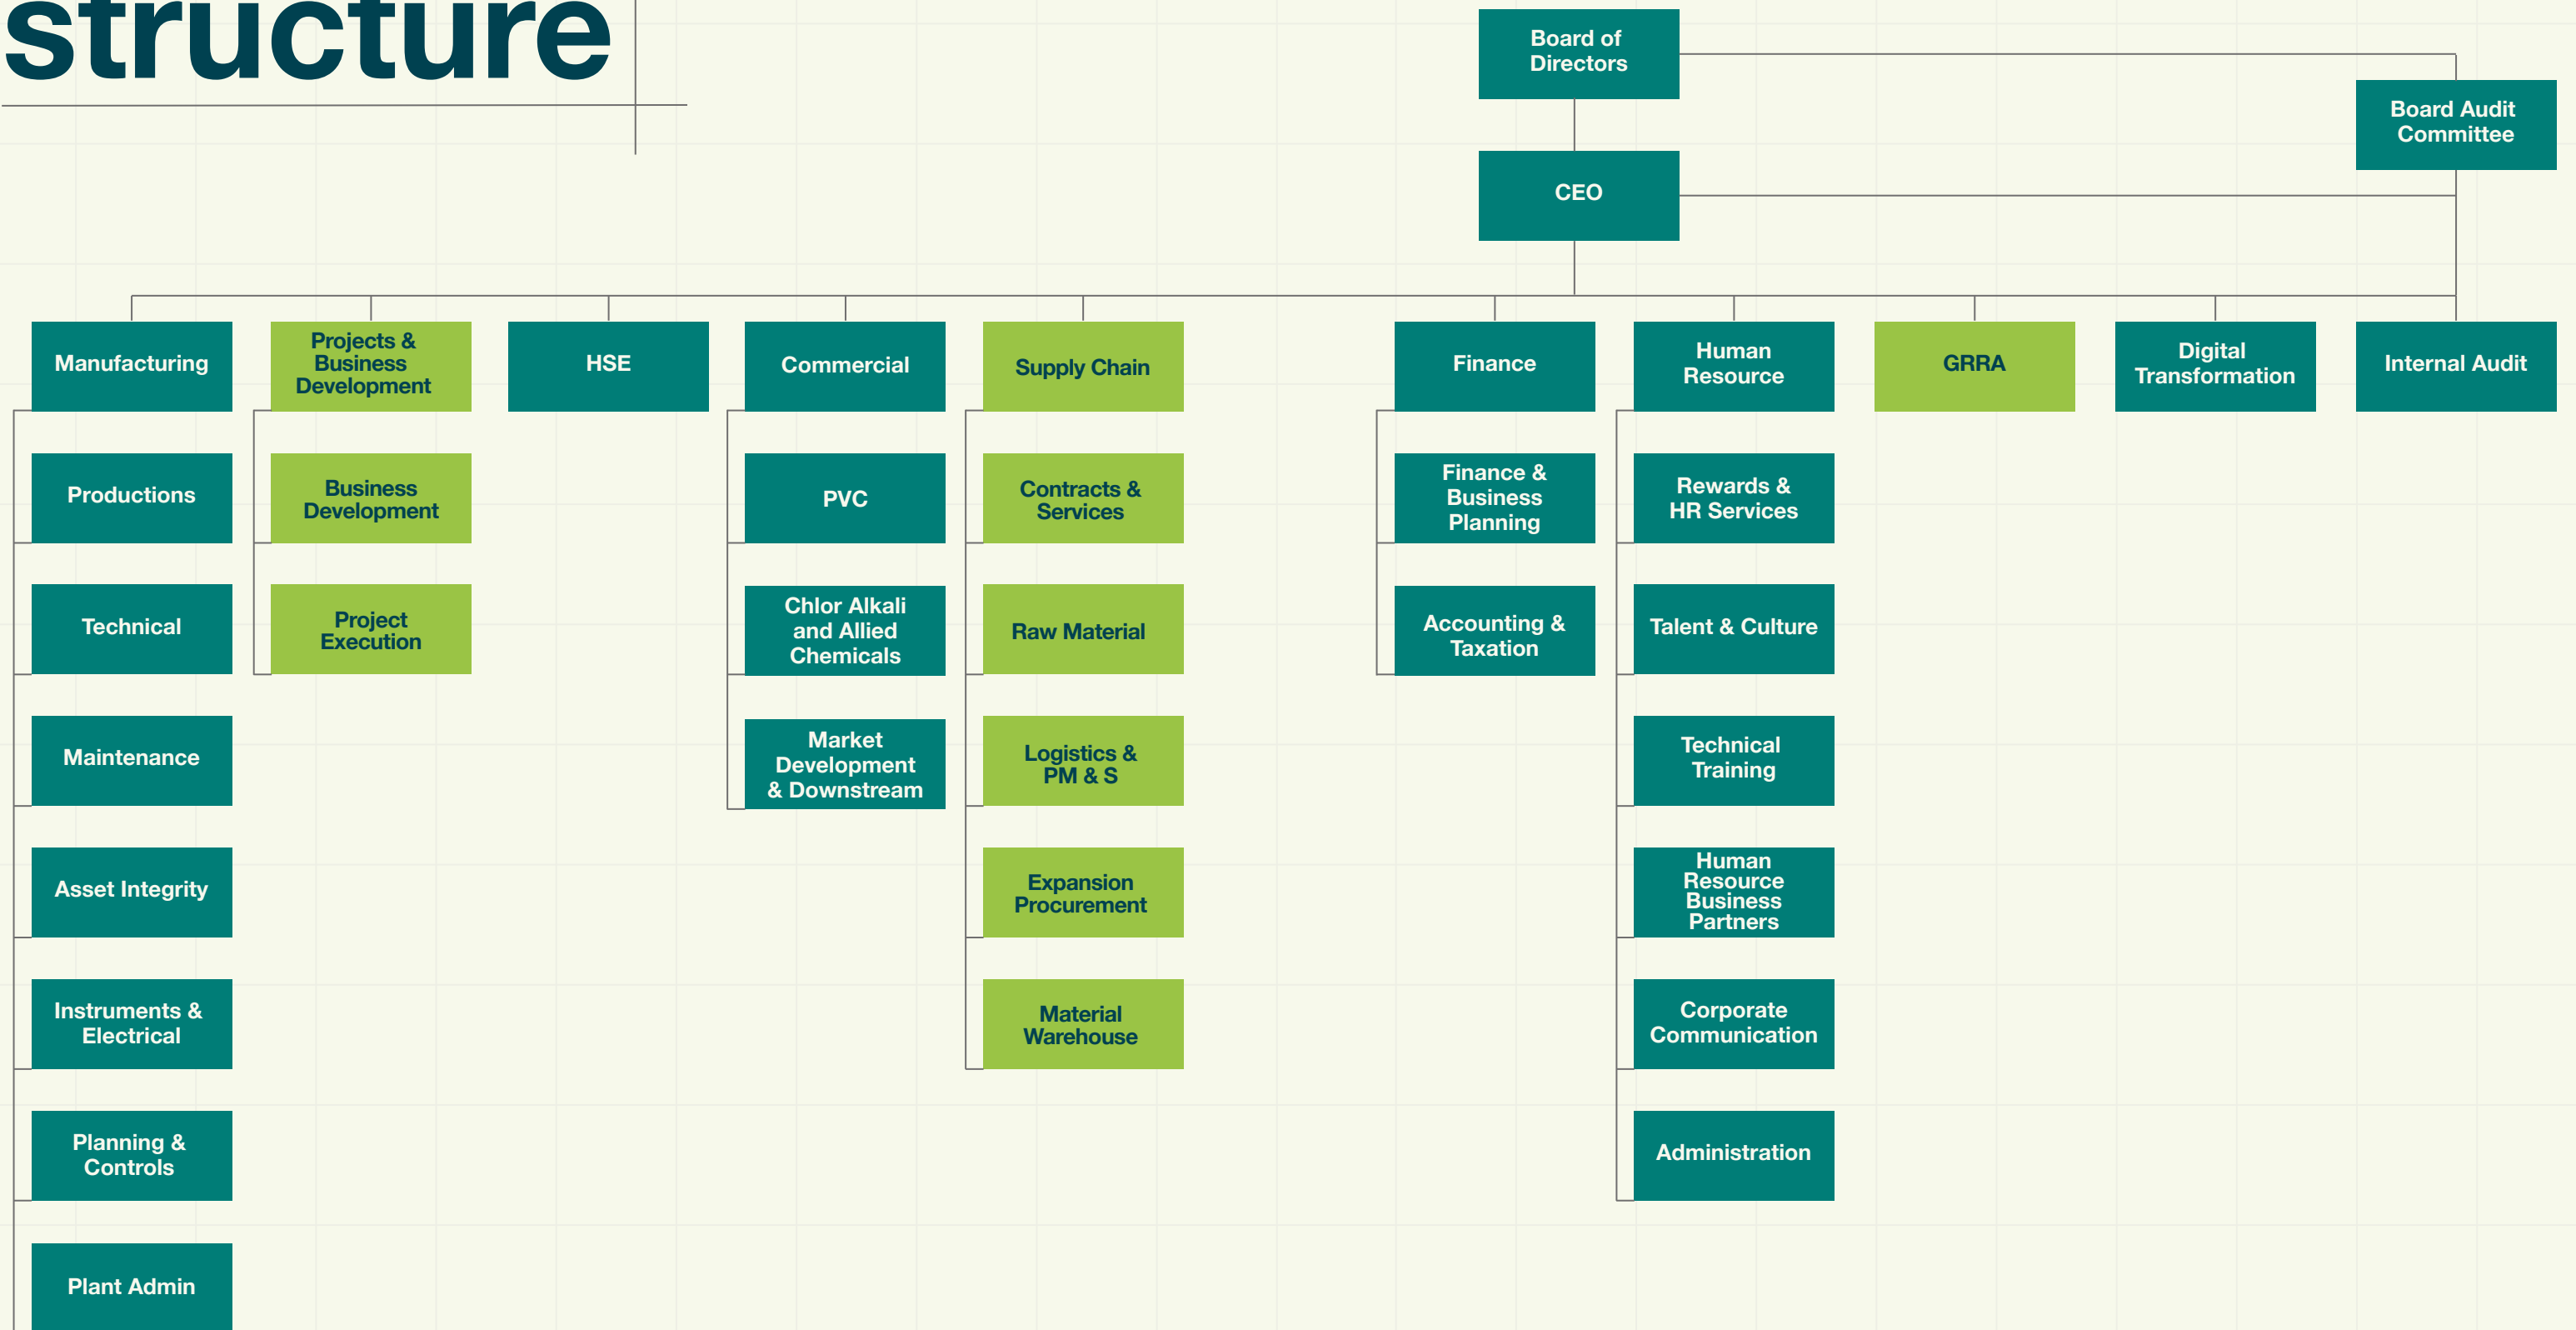 structure
Board of
Directors
Board Audit
Committee
CEO
Manufacturing
Projects &
Business
Development
HSE
Commercial
Supply Chain
Finance
Human
Resource
GRRA
Digital
Transformation
Internal Audit
Productions
Technical
Maintenance
Asset Integrity
Instruments &
Electrical
Planning &
Controls
Plant Admin
Business
Development
Project
Execution
PVC
Chlor Alkali
and Allied
Chemicals
Market
Development
& Downstream
Contracts &
Services
Raw Material
Logistics &
PM & S
Expansion
Procurement
Material
Warehouse
Finance &
Business
Planning
Accounting &
Taxation
Rewards &
HR Services
Talent & Culture
Technical
Training
Human
Resource
Business
Partners
Corporate
Communication
Administration